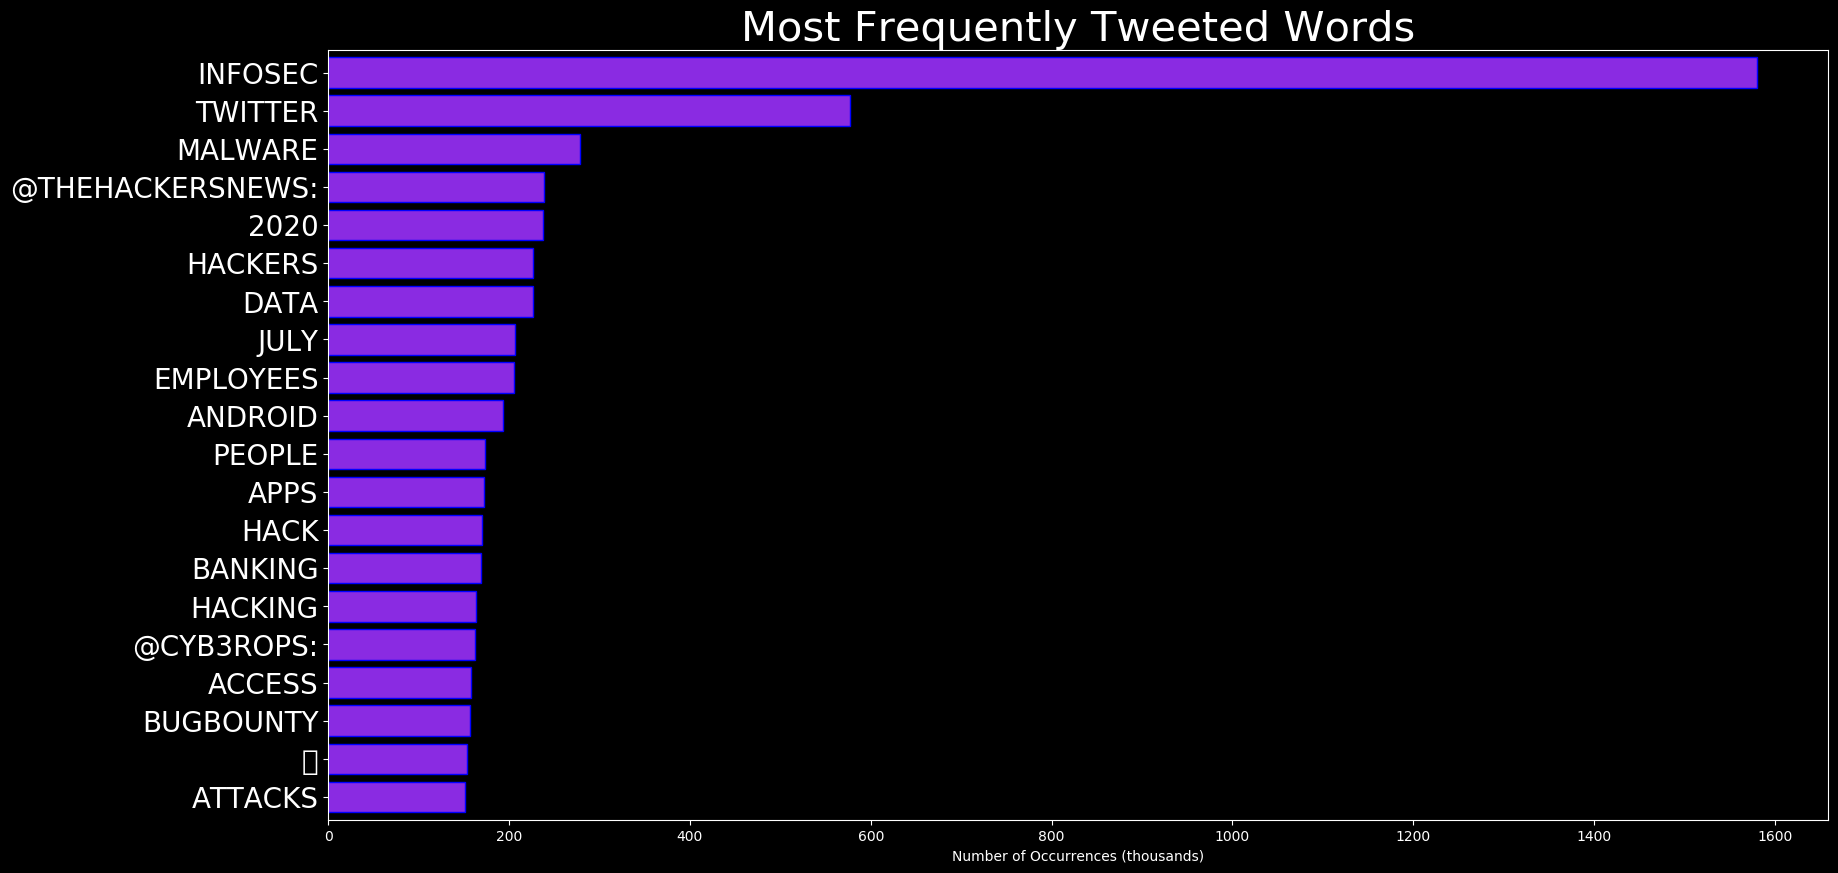 Most Frequently Tweeted Words
INFOSEC
TWITTER
MALWARE
@THEHACKERSNEWS:
2020
HACKERS
DATA
JULY
EMPLOYEES
ANDROID
PEOPLE
APPS
HACK
BANKING
HACKING
@CYB3ROPS:
ACCESS
BUGBOUNTY
ATTACKS
0 200 400 600 800 1000 1200 1400 1600
Number of Occurrences (thousands)